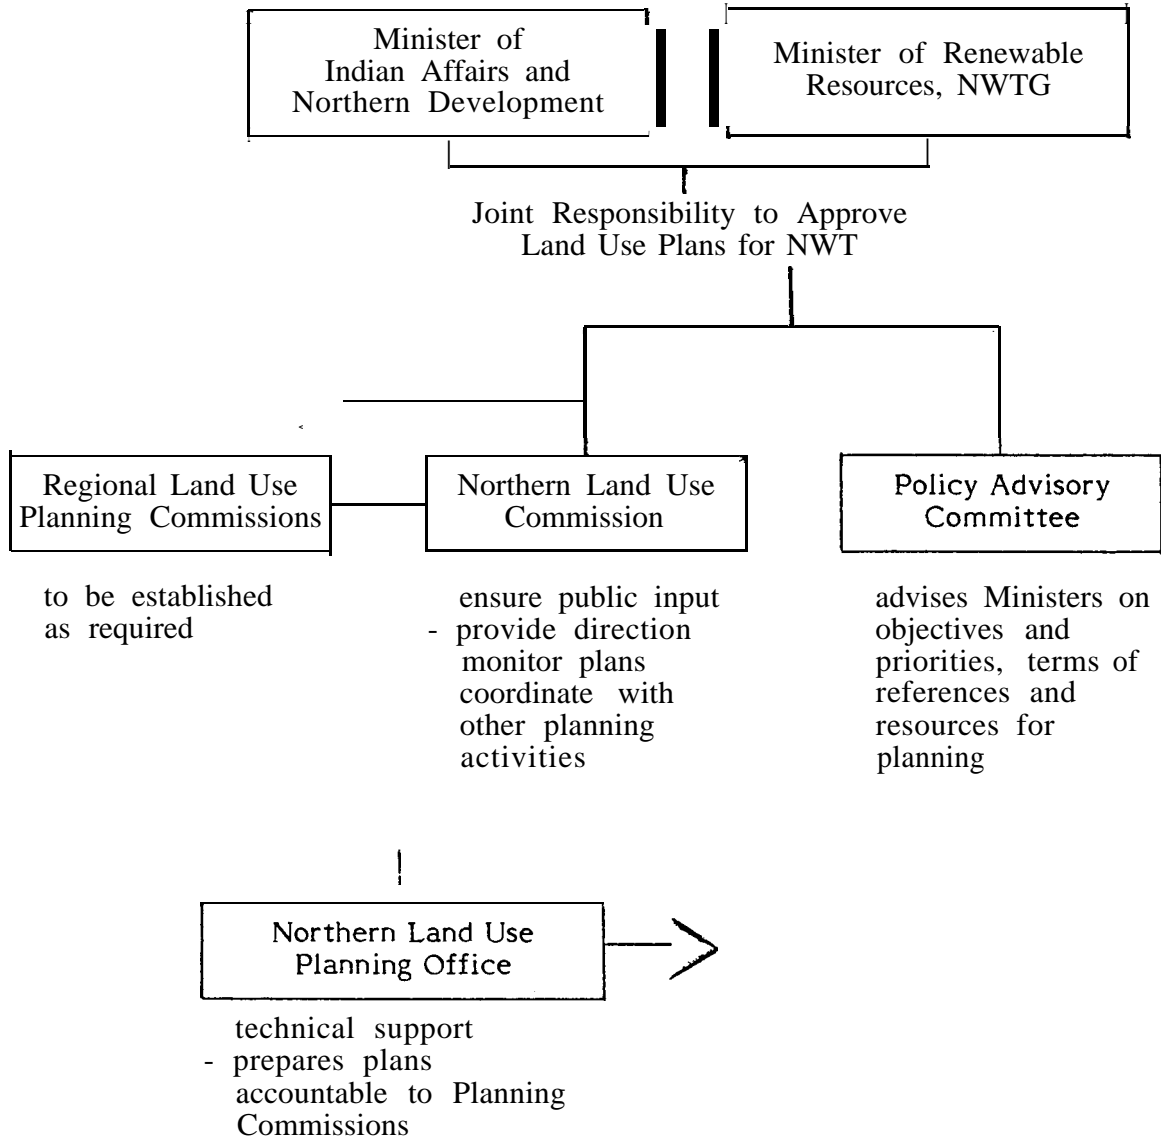 Minister of
Indian Affairs and
Northern Development
Minister of Renewable
Resources, NWTG
Joint Responsibility to Approve
Land Use Plans for NWT
Regional Land Use
Planning Commissions
Northern Land Use
Commission
Policy Advisory
Committee
to be established
as required
ensure public input
- provide direction
monitor plans
coordinate with
other planning
activities
advises Ministers on
objectives and
priorities, terms of
references and
resources for
planning
Northern Land Use
Planning Office
technical support
- prepares plans
accountable to Planning
Commissions